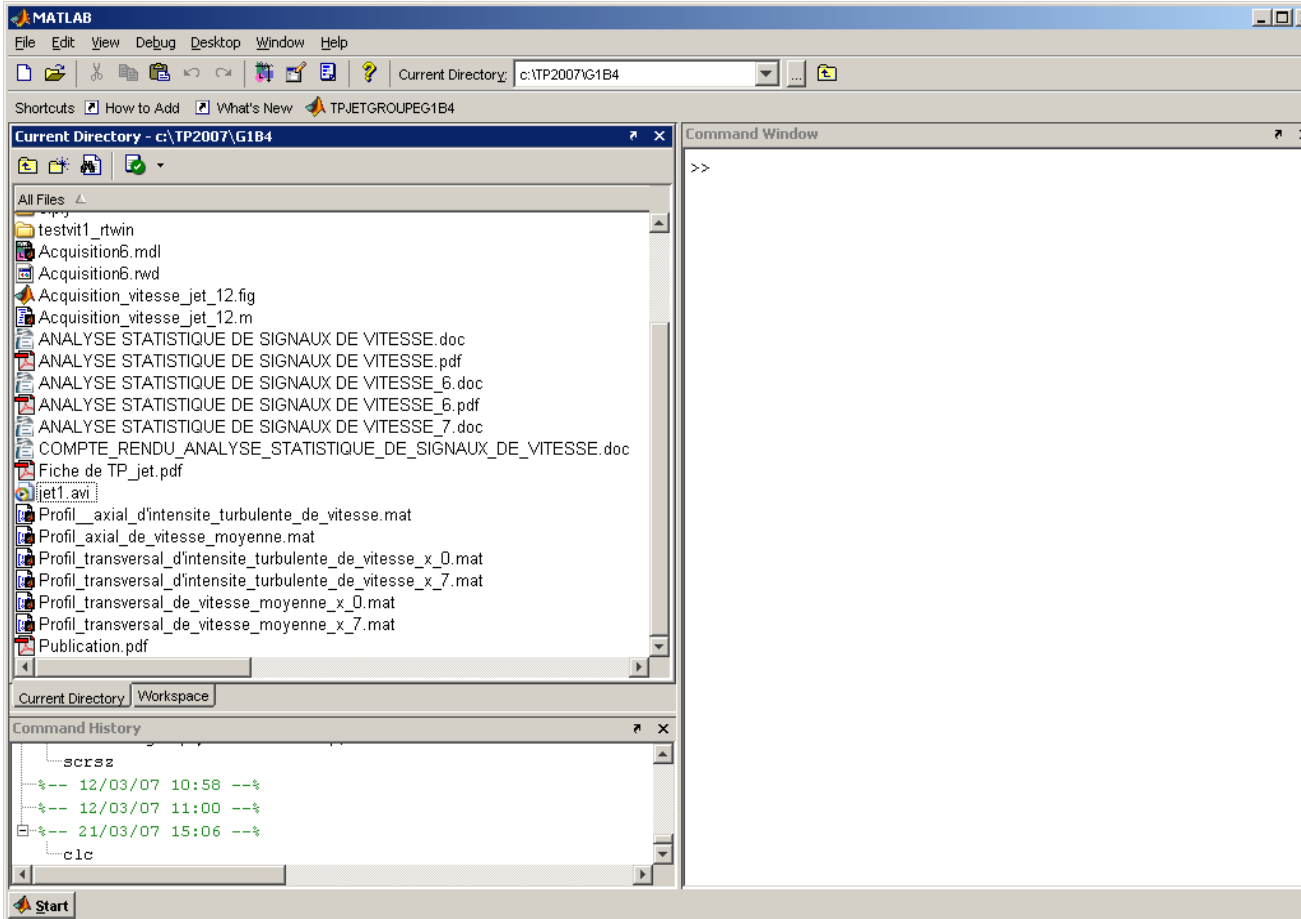 MATLAB
File Edit View Debug Desktop Window Help
Current Directory: c:\TP2007\G1B4 ...
Shortcuts How to Add What's New TPJETGROUPEG1B4
Current Directory - c:\TP2007\G1B4
All Files
testvit1_rtwin
Acquisition6.mdl
Acquisition6.rwd
Acquisition_vitesse_jet_12.fig
Acquisition_vitesse_jet_12.m
ANALYSE STATISTIQUE DE SIGNAUX DE VITESSE.doc
ANALYSE STATISTIQUE DE SIGNAUX DE VITESSE.pdf
ANALYSE STATISTIQUE DE SIGNAUX DE VITESSE_6.doc
ANALYSE STATISTIQUE DE SIGNAUX DE VITESSE_6.pdf
ANALYSE STATISTIQUE DE SIGNAUX DE VITESSE_7.doc
COMPTE_RENDU_ANALYSE_STATISTIQUE_DE_SIGNAUX_DE_VITESSE.doc
Fiche de TP_jet.pdf
jet1.avi
Profil__axial_d'intensite_turbulente_de_vitesse.mat
Profil_axial_de_vitesse_moyenne.mat
Profil_transversal_d'intensite_turbulente_de_vitesse_x_0.mat
Profil_transversal_d'intensite_turbulente_de_vitesse_x_7.mat
Profil_transversal_de_vitesse_moyenne_x_0.mat
Profil_transversal_de_vitesse_moyenne_x_7.mat
Publication.pdf
Current Directory Workspace
Command History
scrsz
%-- 12/03/07 10:58 --%
%-- 12/03/07 11:00 --%
%-- 21/03/07 15:06 --%
clc
Start
Command Window
>>